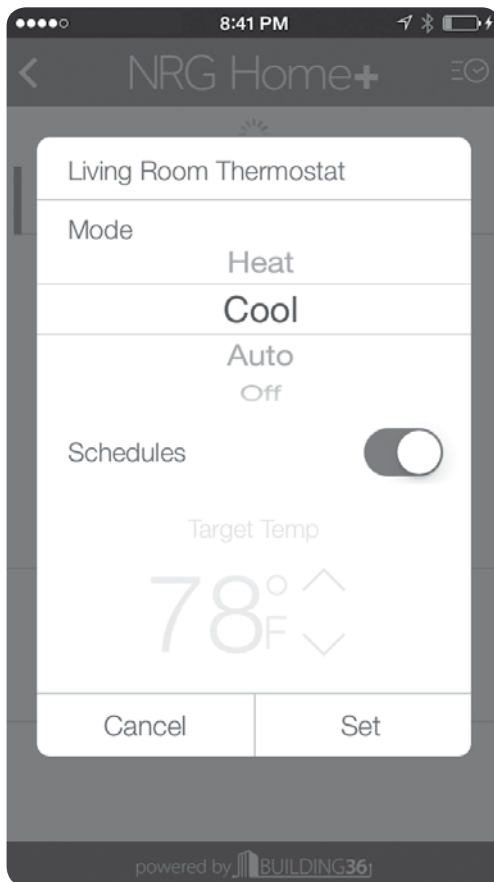 8:41 PM
NRG Home+
Living Room Thermostat
Mode
Heat
Cool
Auto
Off
Schedules
Target Temp
78°F
Cancel
Set
powered by BUILDING36